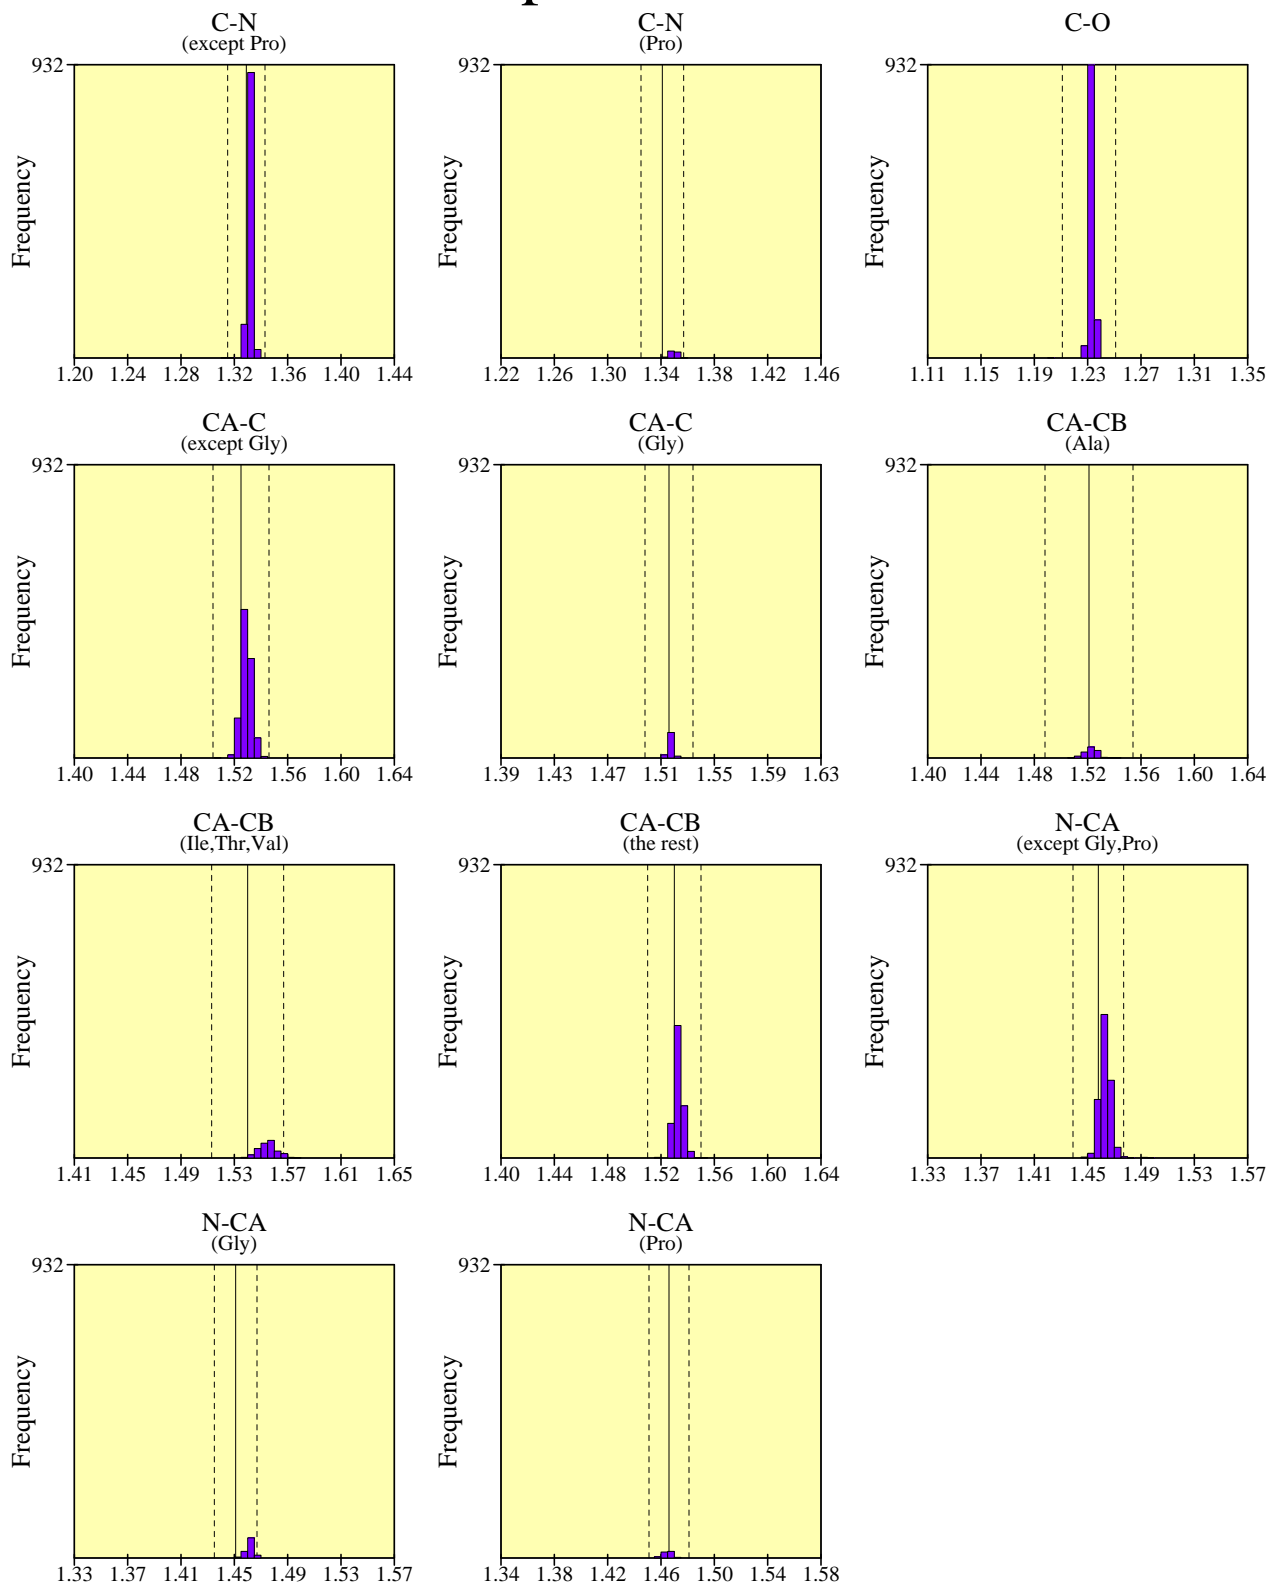 C-N
(except Pro)
932
Frequency
1.20 1.24 1.28 1.32 1.36 1.40 1.44
C-N
(Pro)
932
Frequency
1.22 1.26 1.30 1.34 1.38 1.42 1.46
C-O
932
Frequency
1.11 1.15 1.19 1.23 1.27 1.31 1.35
CA-C
(except Gly)
932
Frequency
1.40 1.44 1.48 1.52 1.56 1.60 1.64
CA-C
(Gly)
932
Frequency
1.39 1.43 1.47 1.51 1.55 1.59 1.63
CA-CB
(Ala)
932
Frequency
1.40 1.44 1.48 1.52 1.56 1.60 1.64
CA-CB
(Ile,Thr,Val)
932
Frequency
1.41 1.45 1.49 1.53 1.57 1.61 1.65
CA-CB
(the rest)
932
Frequency
1.40 1.44 1.48 1.52 1.56 1.60 1.64
N-CA
(except Gly,Pro)
932
Frequency
1.33 1.37 1.41 1.45 1.49 1.53 1.57
N-CA
(Gly)
932
Frequency
1.33 1.37 1.41 1.45 1.49 1.53 1.57
N-CA
(Pro)
932
Frequency
1.34 1.38 1.42 1.46 1.50 1.54 1.58